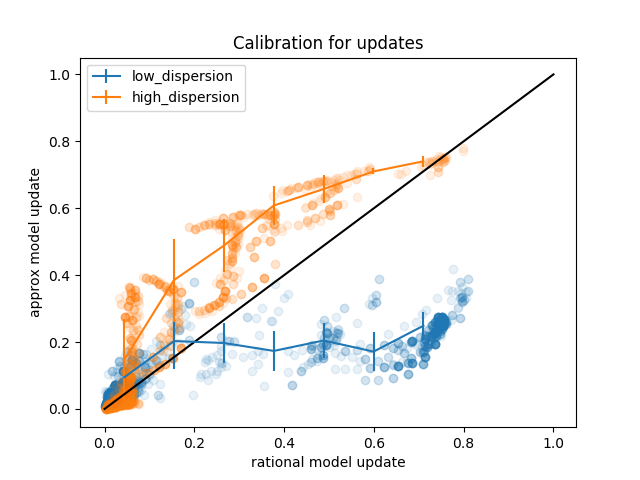 Calibration for updates
low_dispersion
high_dispersion
1.0
0.8
0.6
0.4
0.2
0.0
approx model update
0.0 0.2 0.4 0.6 0.8 1.0
rational model update